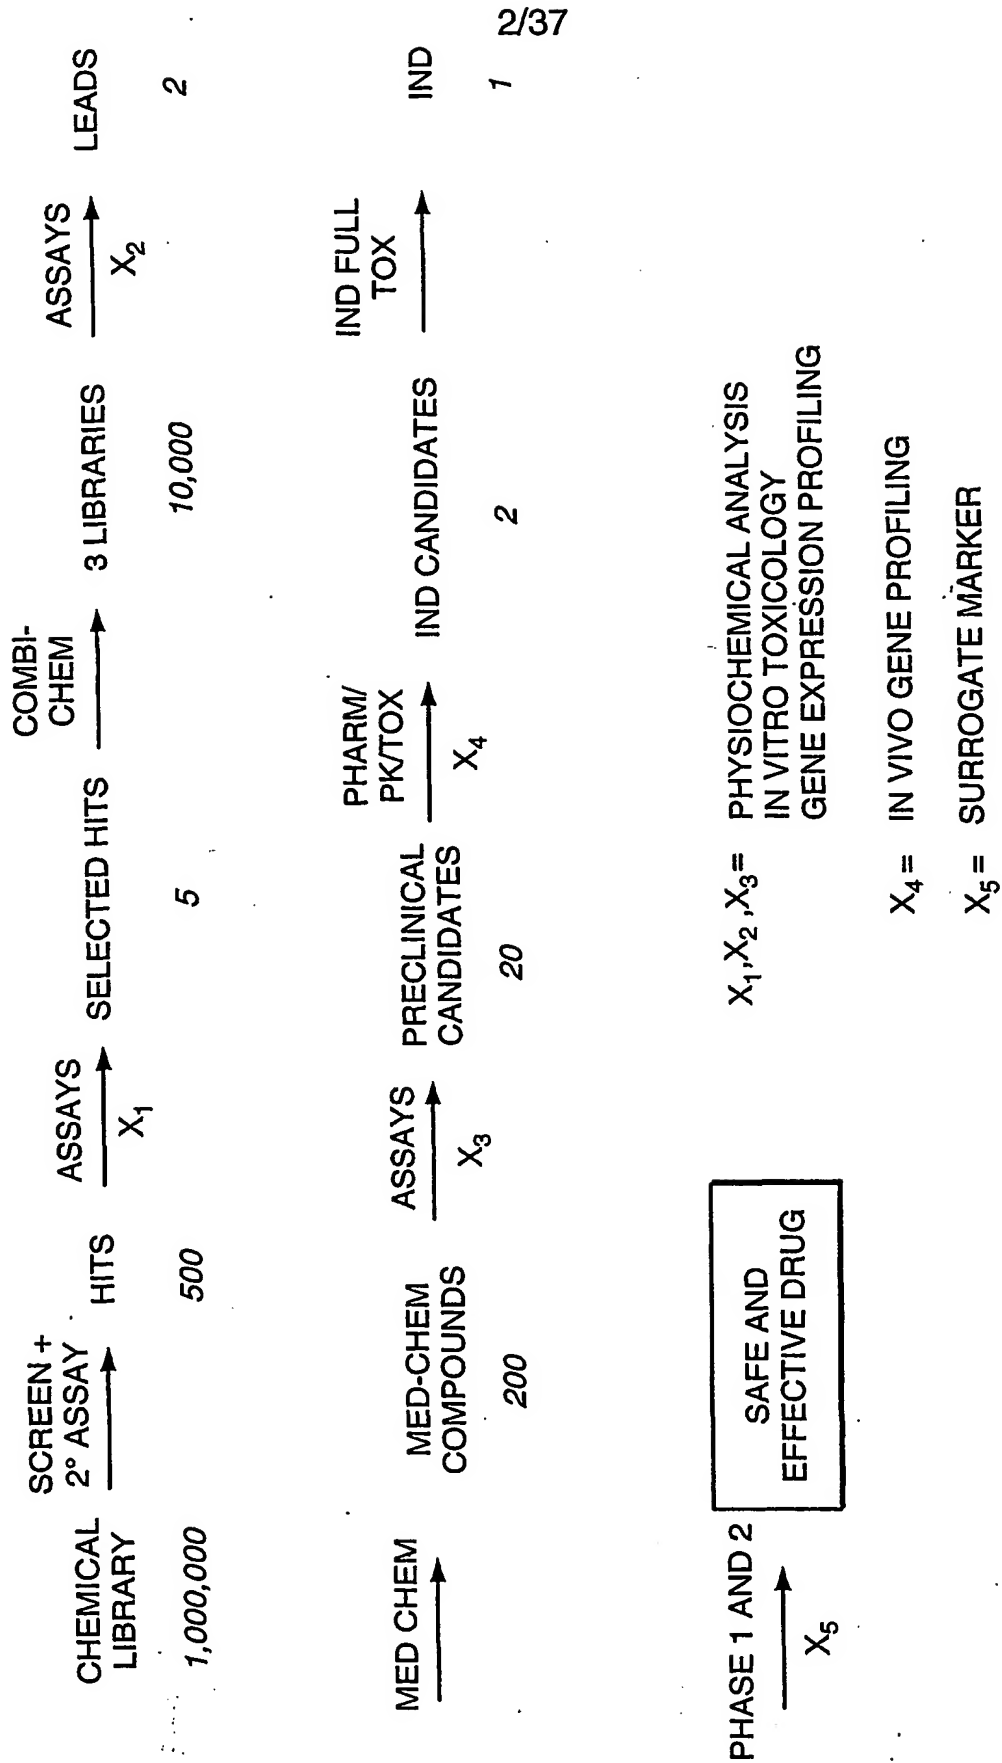 2/37
SCREEN +
2° ASSAY
CHEMICAL
LIBRARY
1,000,000
HITS
500
ASSAYS
X1
SELECTED HITS
5
COMBI-
CHEM
3 LIBRARIES
10,000
ASSAYS
X2
LEADS
2
MED CHEM
MED-CHEM
COMPOUNDS
200
ASSAYS
X3
PRECLINICAL
CANDIDATES
20
PHARM/
PK/TOX
X4
IND CANDIDATES
2
IND FULL
TOX
IND
1
PHASE 1 AND 2
X5
SAFE AND
EFFECTIVE DRUG
X1,X2,X3= PHYSIOCHEMICAL ANALYSIS
IN VITRO TOXICOLOGY
GENE EXPRESSION PROFILING
X4= IN VIVO GENE PROFILING
X5= SURROGATE MARKER